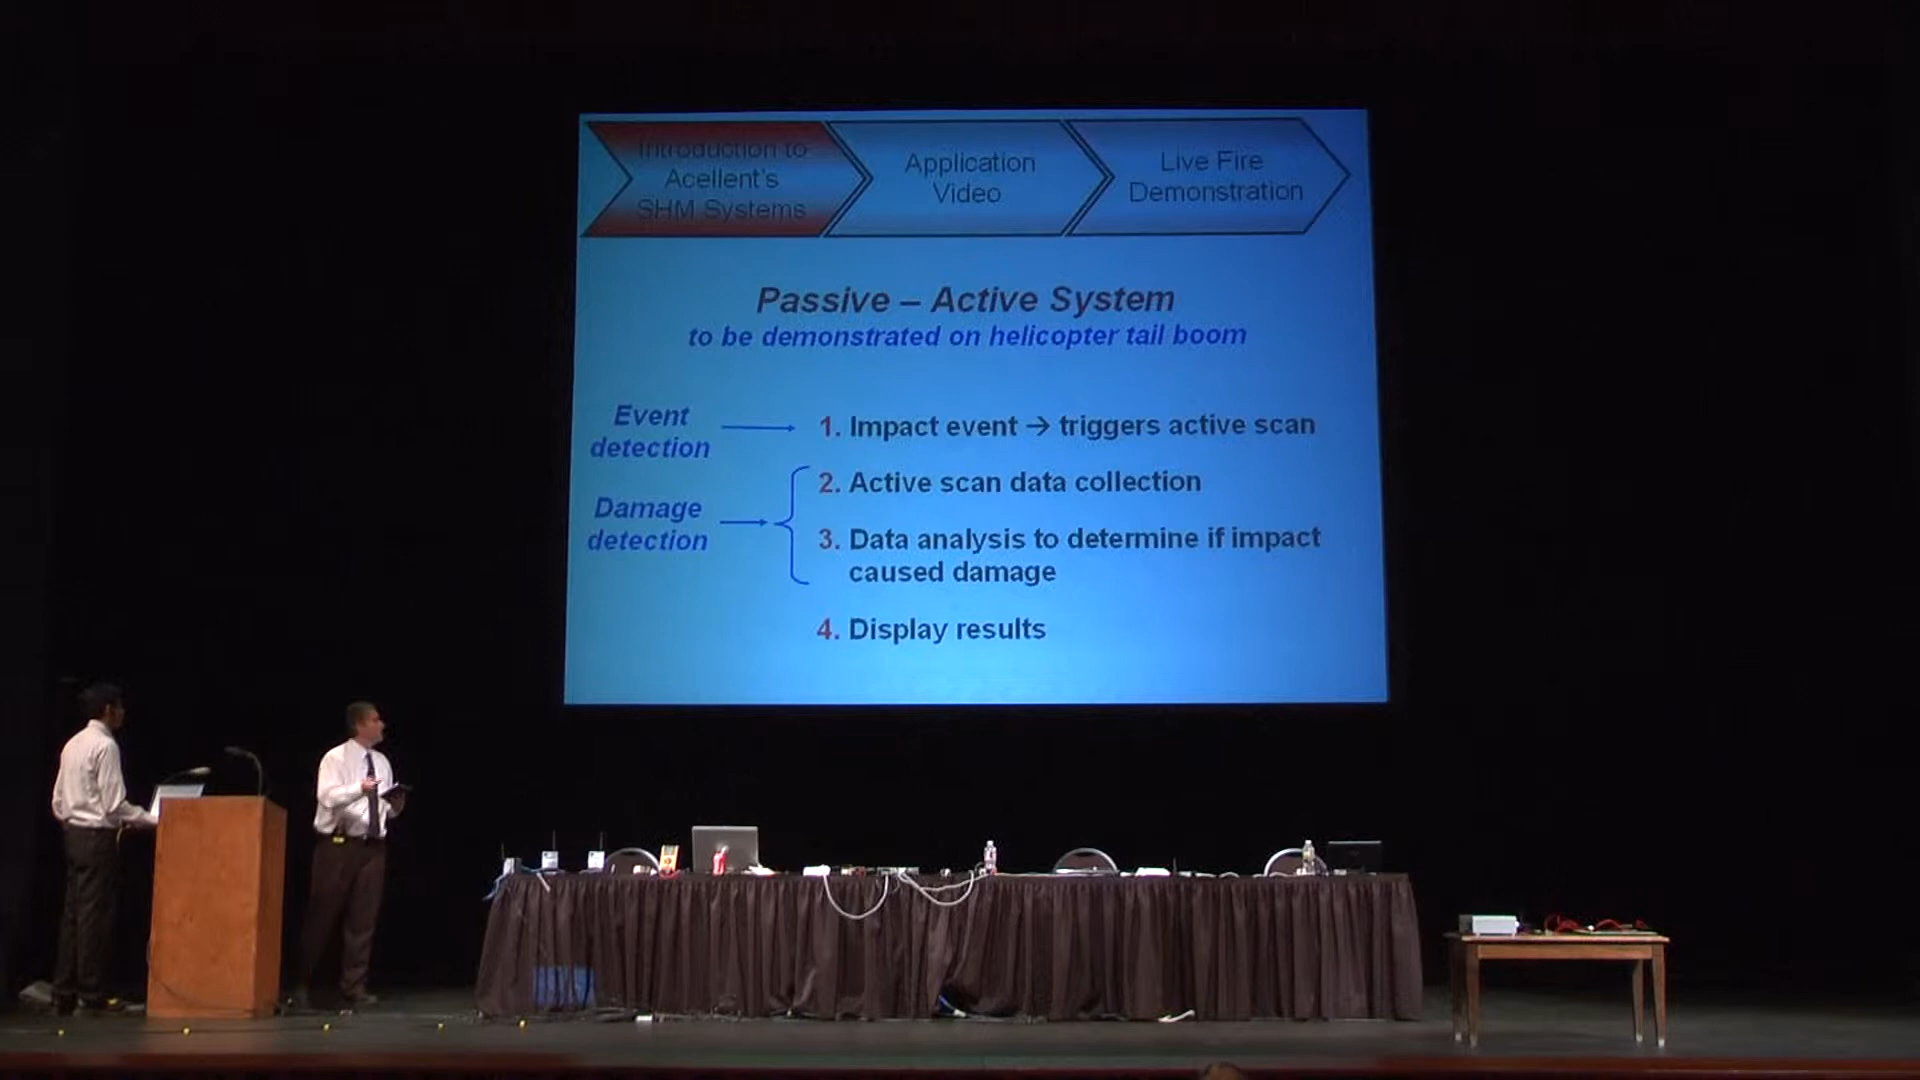 Introduction to
Acellent's
SHM Systems
Application
Video
Live Fire
Demonstration
Passive – Active System
to be demonstrated on helicopter tail boom
Event
detection
1. Impact event → triggers active scan
Damage
detection
2. Active scan data collection
3. Data analysis to determine if impact
caused damage
4. Display results